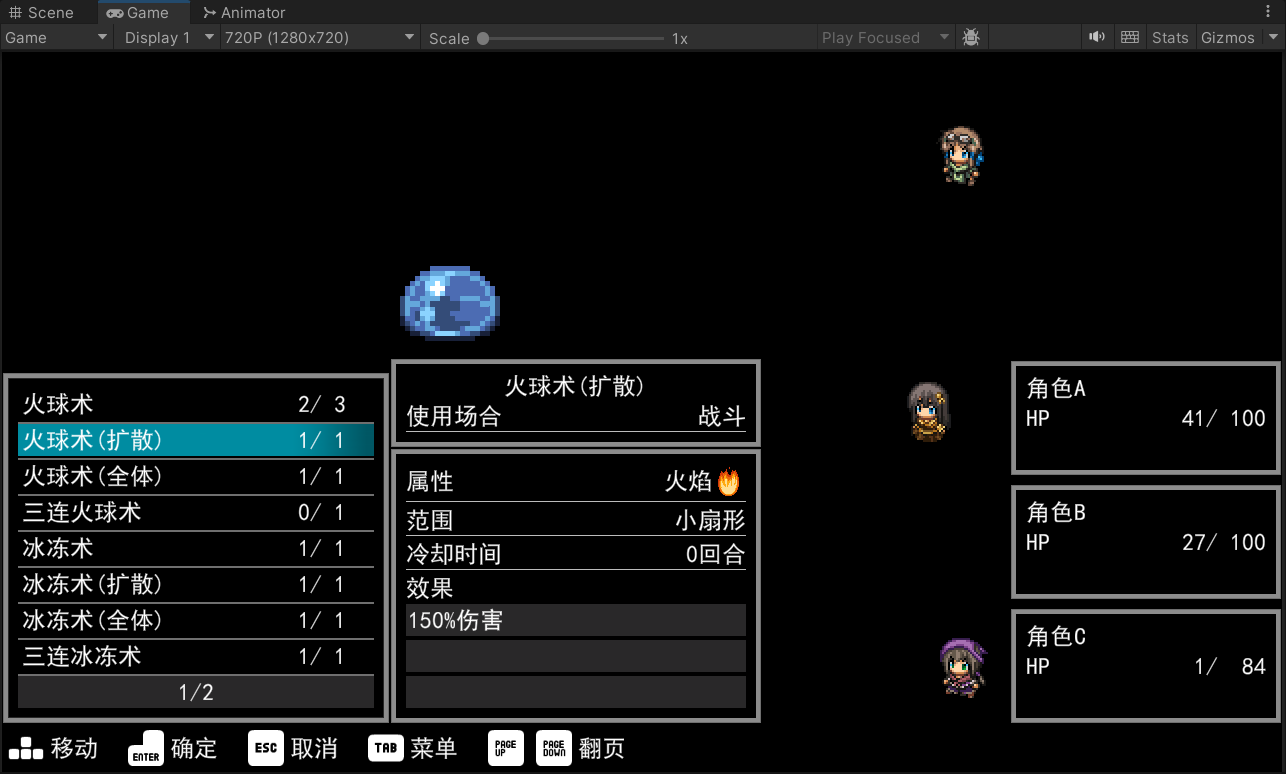 Scene Game Animator
Game Display 1 720P (1280x720) Scale 1x Play Focused Stats Gizmos
火球术 2/ 3
火球术(扩散) 1/ 1
火球术(全体) 1/ 1
三连火球术 0/ 1
冰冻术 1/ 1
冰冻术(扩散) 1/ 1
冰冻术(全体) 1/ 1
三连冰冻术 1/ 1
1/2
火球术(扩散)
使用场合 战斗
属性 火焰
范围 小扇形
冷却时间 0回合
效果
150%伤害
角色A
HP 41/ 100
角色B
HP 27/ 100
角色C
HP 1/ 84
移动 ENTER 确定 ESC 取消 TAB 菜单 PAGE UP PAGE DOWN 翻页